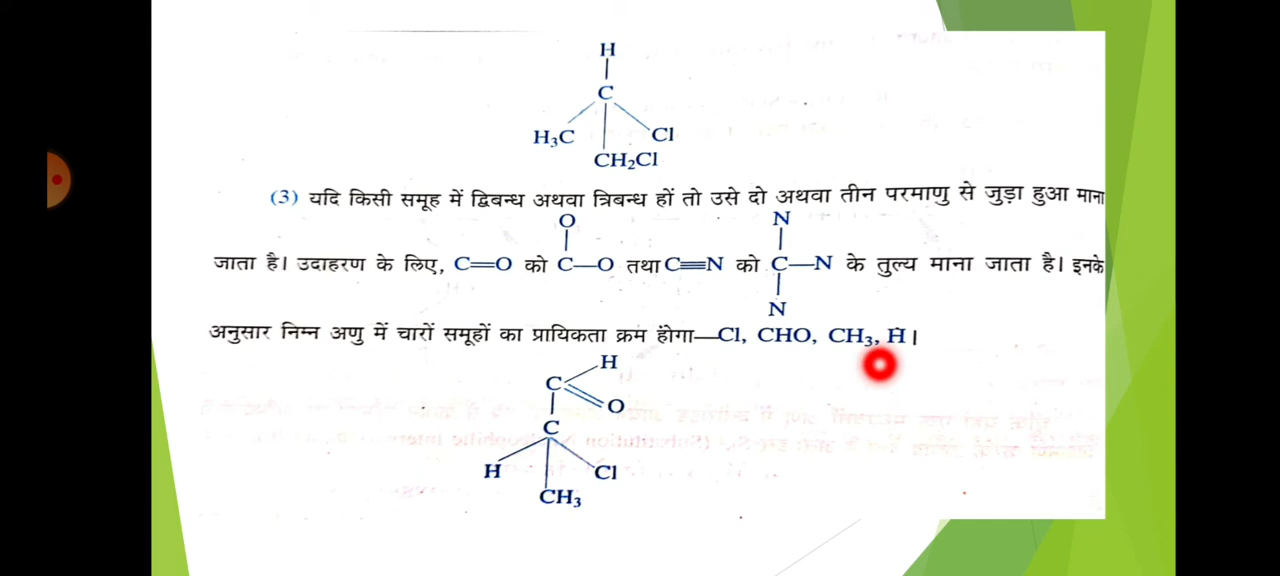 H
C
H₃C Cl
CH₂Cl
(3) यदि किसी समूह में द्विबन्ध अथवा त्रिबन्ध हों तो उसे दो अथवा तीन परमाणु से जुड़ा हुआ माना
O N
जाता है। उदाहरण के लिए, C=O को C—O तथा C≡N को C—N के तुल्य माना जाता है। इनके
N
अनुसार निम्न अणु में चारों समूहों का प्रायिकता क्रम होगा—Cl, CHO, CH₃, H।
H
C
O
C
H Cl
CH₃